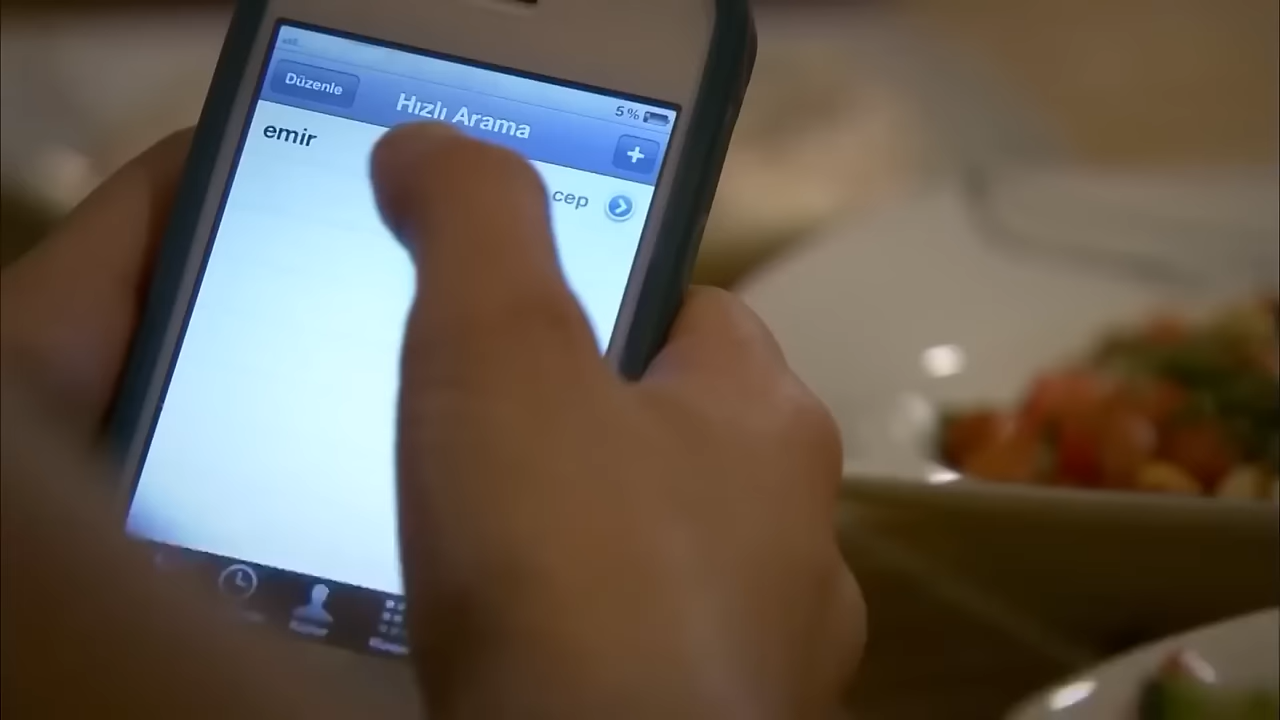 5 %
Düzenle
Hızlı Arama
+
emir
cep